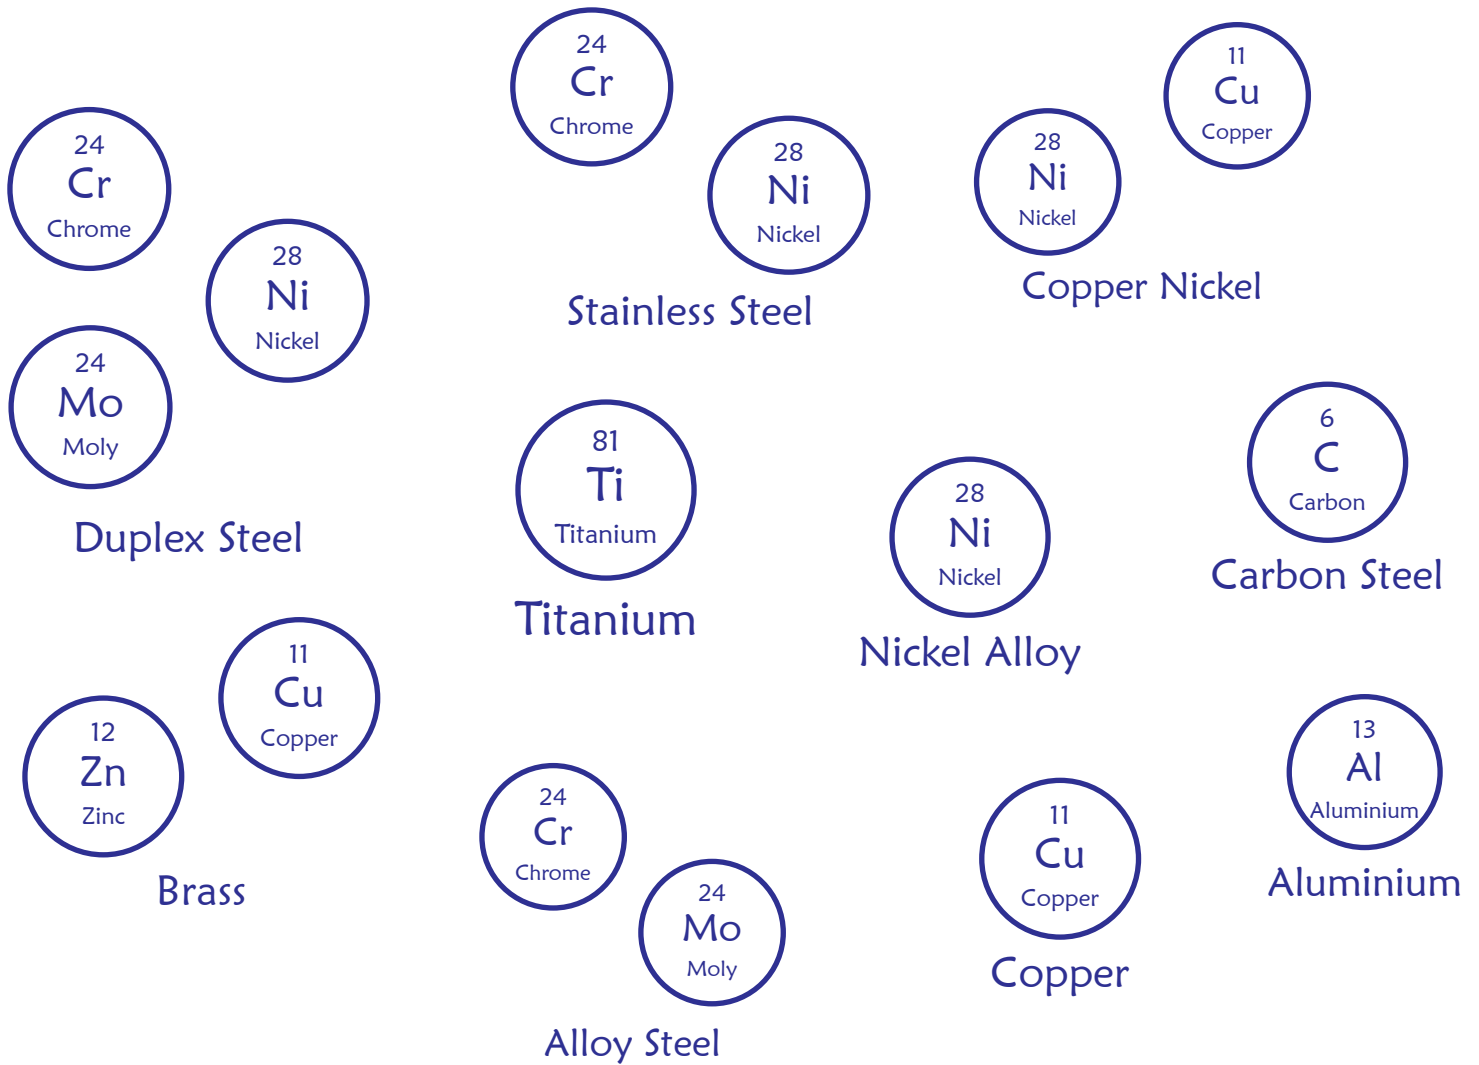 24
Cr
Chrome
28
Ni
Nickel
24
Mo
Moly
Duplex Steel
24
Cr
Chrome
28
Ni
Nickel
Stainless Steel
11
Cu
Copper
28
Ni
Nickel
Copper Nickel
81
Ti
Titanium
Titanium
28
Ni
Nickel
Nickel Alloy
6
C
Carbon
Carbon Steel
11
Cu
Copper
12
Zn
Zinc
Brass
24
Cr
Chrome
24
Mo
Moly
Alloy Steel
11
Cu
Copper
Copper
13
Al
Aluminium
Aluminium